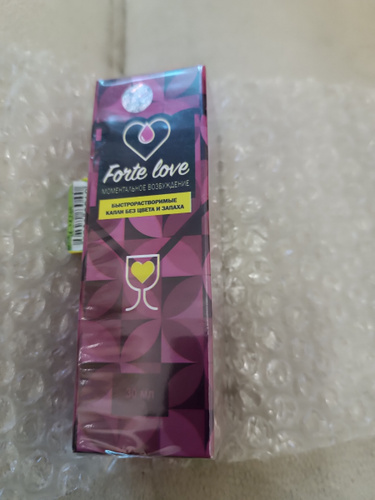 Forte love
МОМЕНТАЛЬНОЕ ВОЗБУЖДЕНИЕ
БЫСТРОРАСТВОРИМЫЕ
КАПЛИ БЕЗ ЦВЕТА И ЗАПАХА